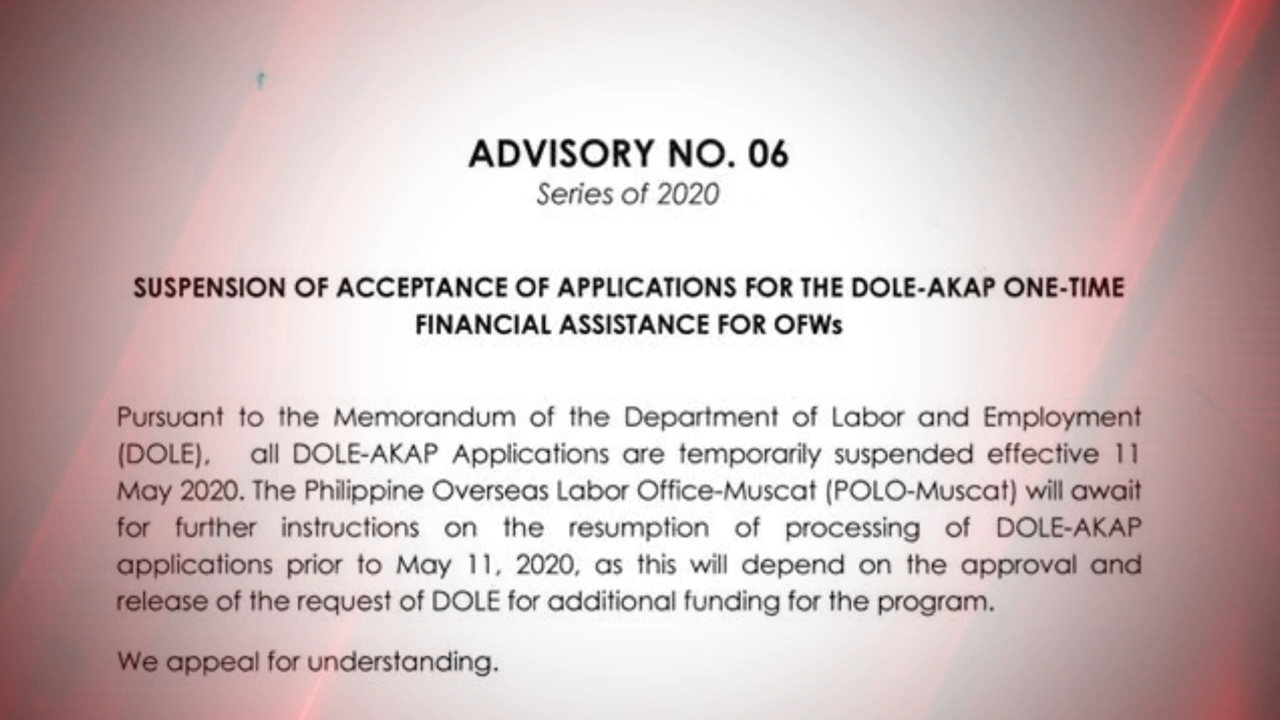 ADVISORY NO. 06
Series of 2020
SUSPENSION OF ACCEPTANCE OF APPLICATIONS FOR THE DOLE-AKAP ONE-TIME
FINANCIAL ASSISTANCE FOR OFWs
Pursuant to the Memorandum of the Department of Labor and Employment
(DOLE), all DOLE-AKAP Applications are temporarily suspended effective 11
May 2020. The Philippine Overseas Labor Office-Muscat (POLO-Muscat) will await
for further instructions on the resumption of processing of DOLE-AKAP
applications prior to May 11, 2020, as this will depend on the approval and
release of the request of DOLE for additional funding for the program.
We appeal for understanding.